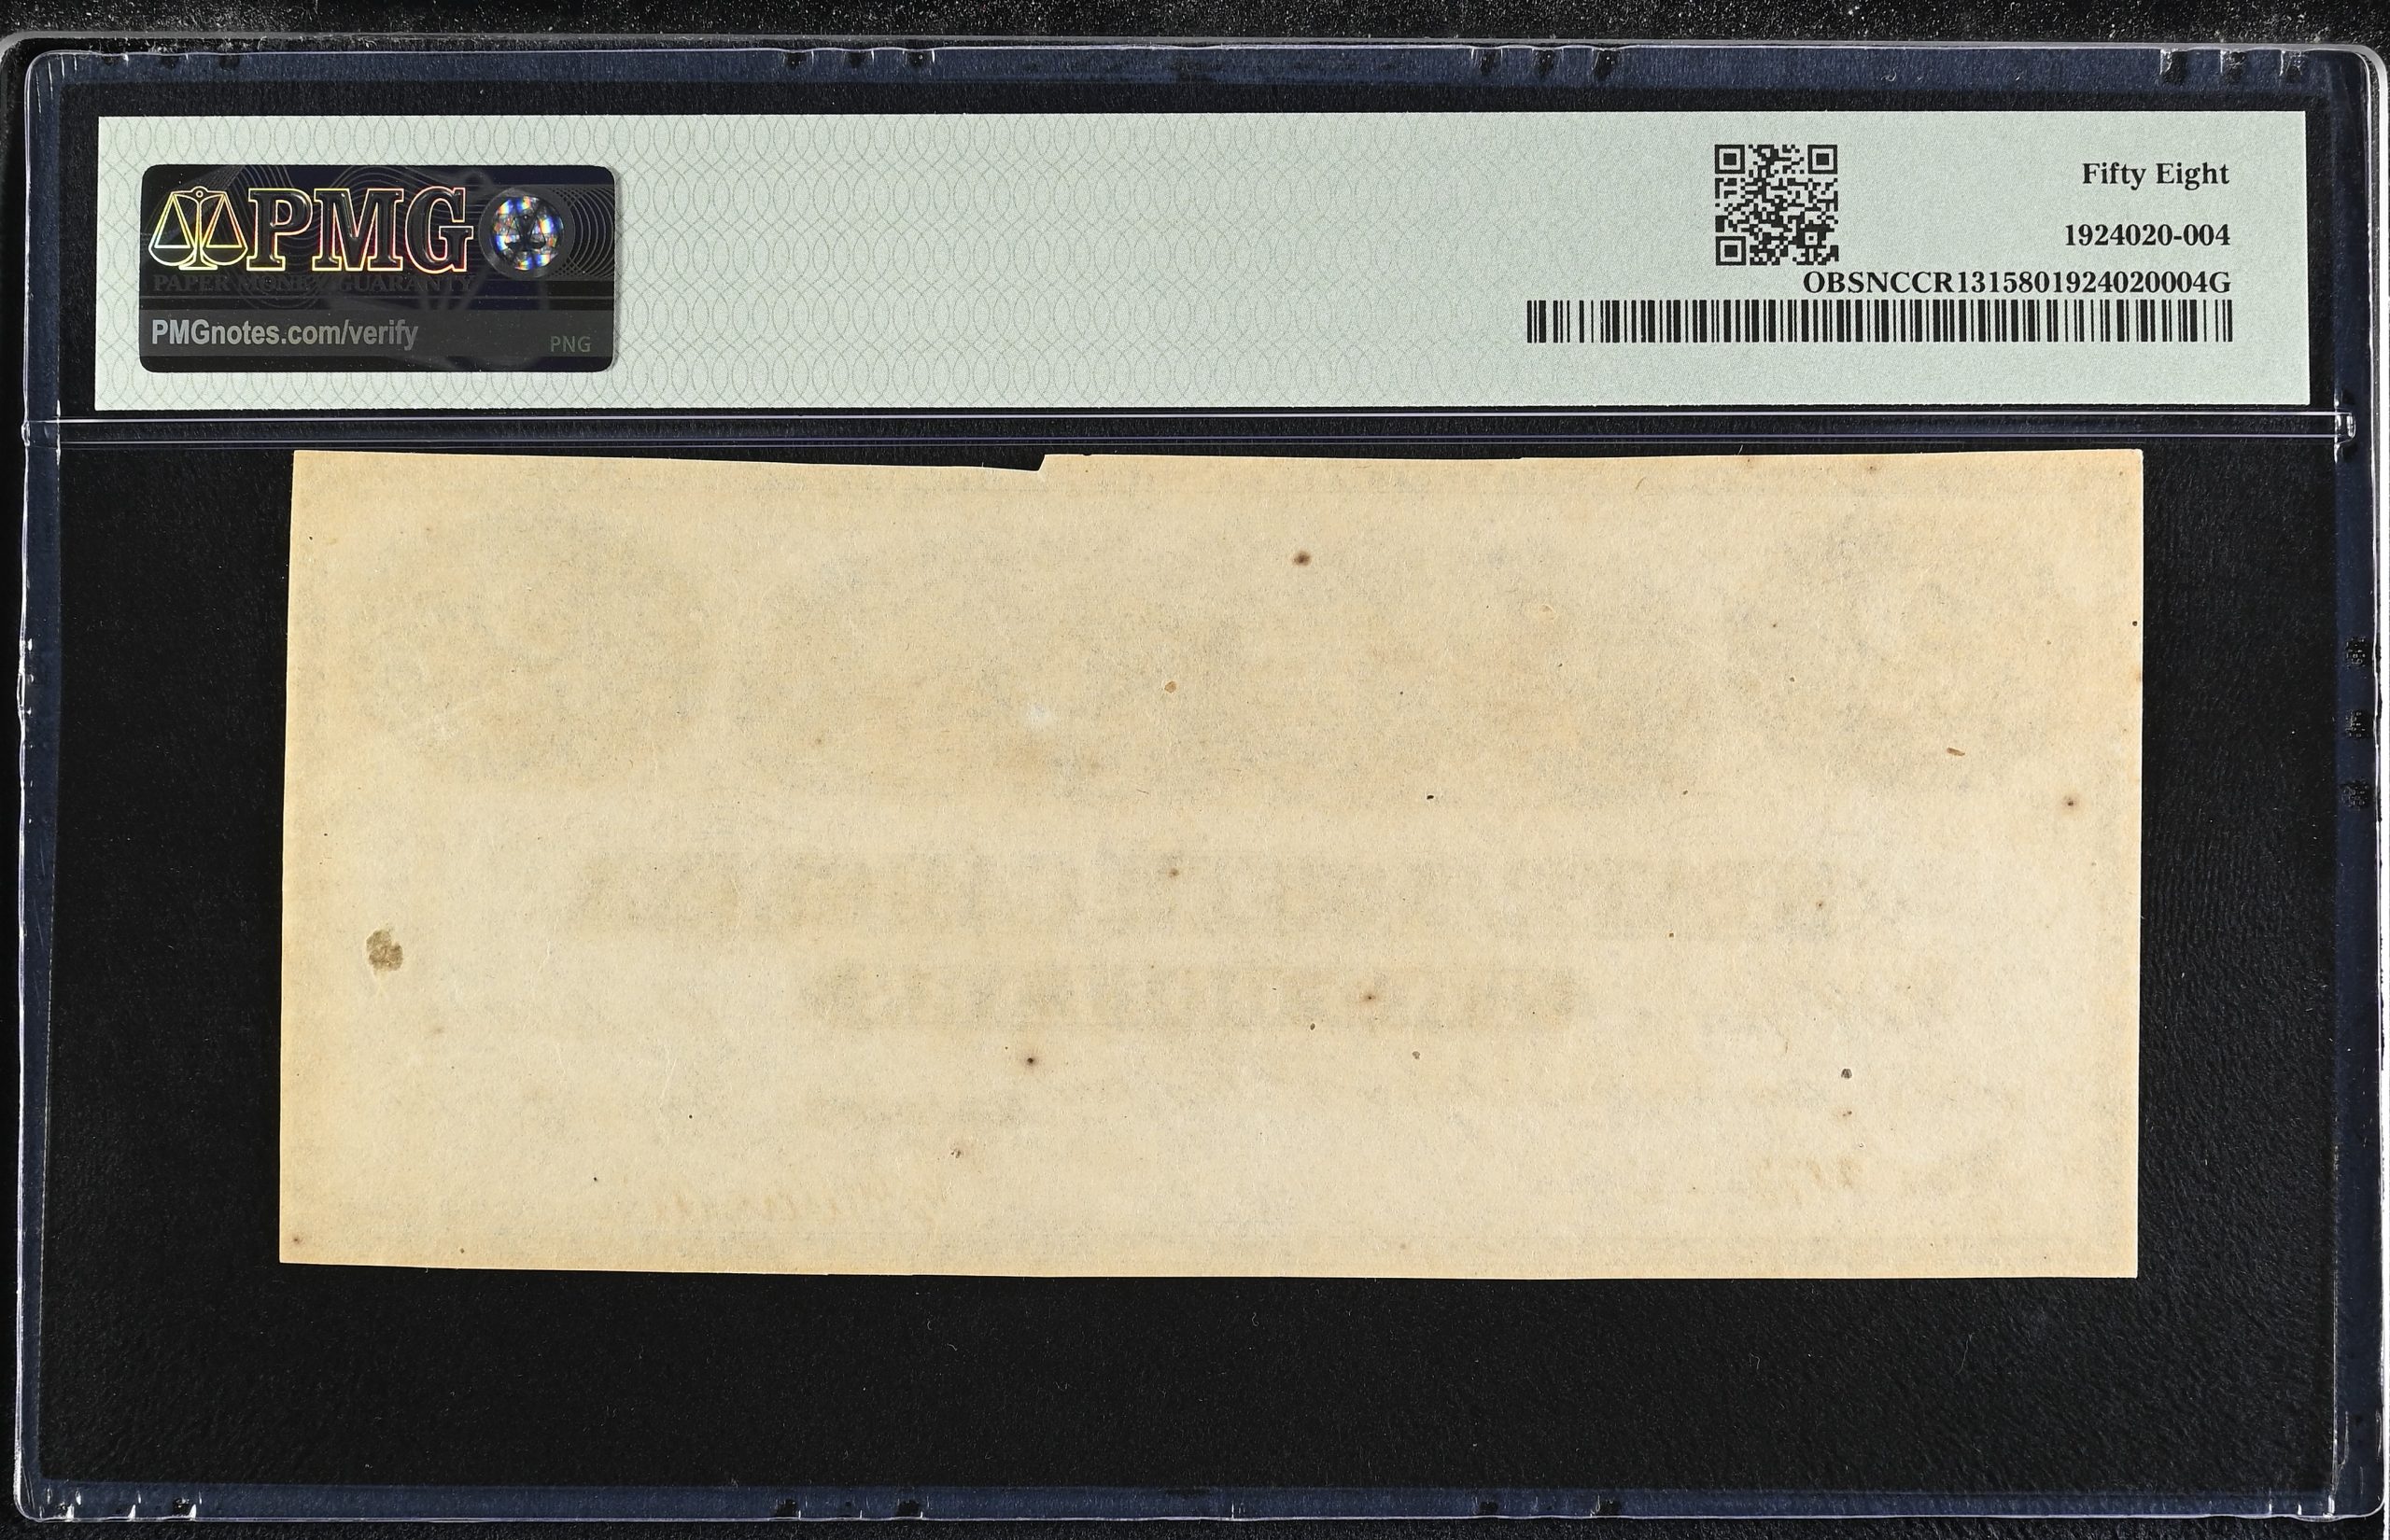 PMG
PAPER MONEY GUARANTY
PMGnotes.com/verify
PNG
Fifty Eight
1924020-004
OBSNCCR1315801924020004G